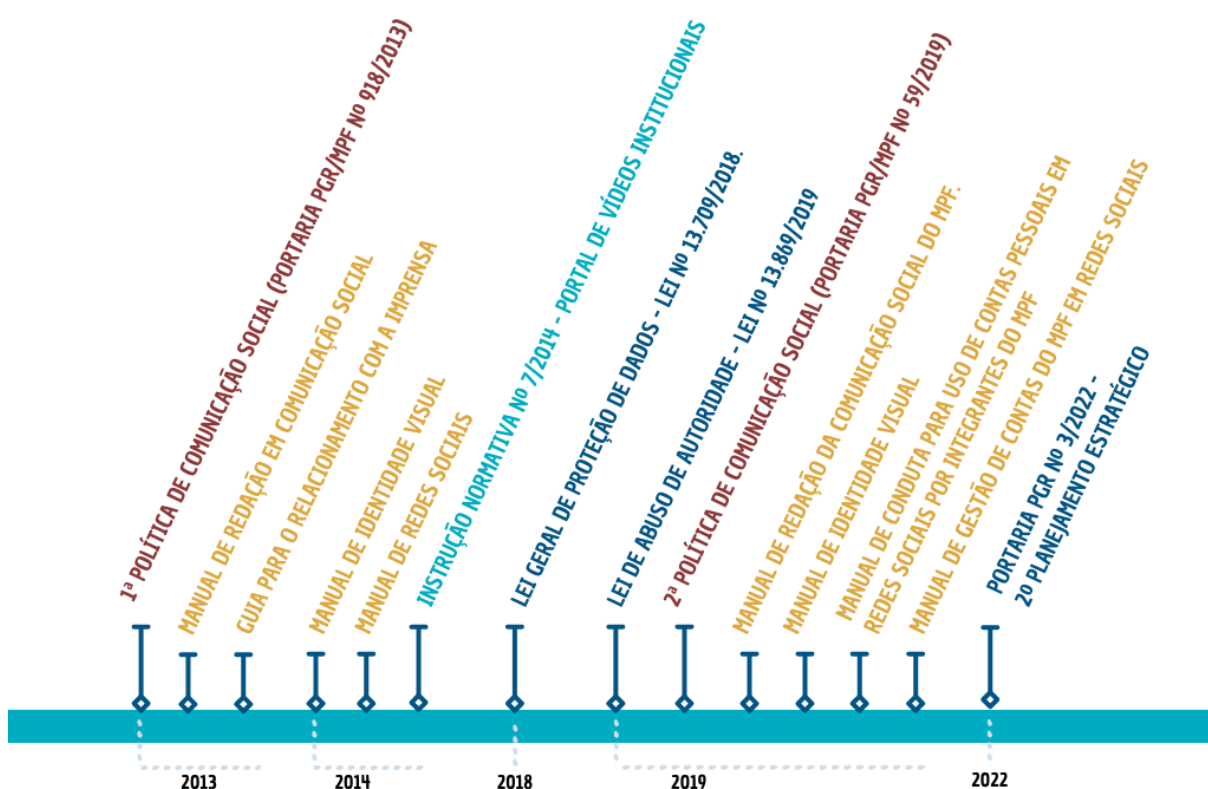 1ª POLÍTICA DE COMUNICAÇÃO SOCIAL (PORTARIA PGR/MPF Nº 918/2013)
MANUAL DE REDAÇÃO EM COMUNICAÇÃO SOCIAL
GUIA PARA O RELACIONAMENTO COM A IMPRENSA
MANUAL DE IDENTIDADE VISUAL
MANUAL DE REDES SOCIAIS
INSTRUÇÃO NORMATIVA Nº 7/2014 - PORTAL DE VÍDEOS INSTITUCIONAIS
LEI GERAL DE PROTEÇÃO DE DADOS - LEI Nº 13.709/2018.
LEI DE ABUSO DE AUTORIDADE - LEI Nº 13.869/2019
2ª POLÍTICA DE COMUNICAÇÃO SOCIAL (PORTARIA PGR/MPF Nº 59/2019)
MANUAL DE REDAÇÃO DA COMUNICAÇÃO SOCIAL DO MPF.
MANUAL DE IDENTIDADE VISUAL
MANUAL DE CONDUTA PARA USO DE CONTAS PESSOAIS EM
REDES SOCIAIS POR INTEGRANTES DO MPF
MANUAL DE GESTÃO DE CONTAS DO MPF EM REDES SOCIAIS
PORTARIA PGR Nº 3/2022 -
2º PLANEJAMENTO ESTRATÉGICO
2013
2014
2018
2019
2022